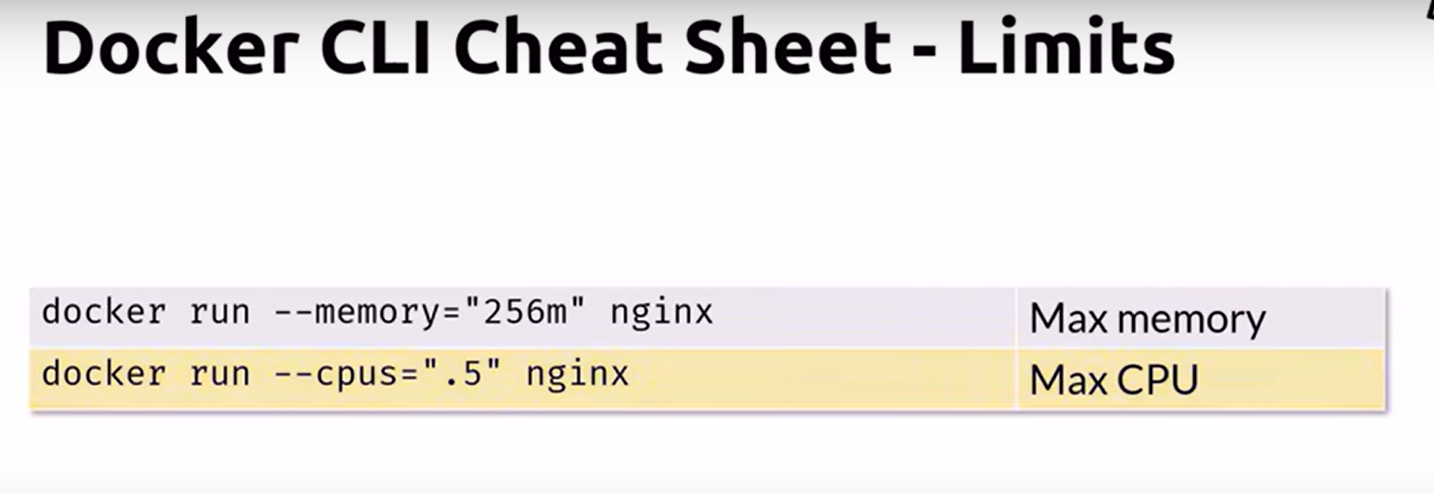 Docker CLI Cheat Sheet - Limits
docker run --memory="256m" nginx
Max memory
docker run --cpus=".5" nginx
Max CPU